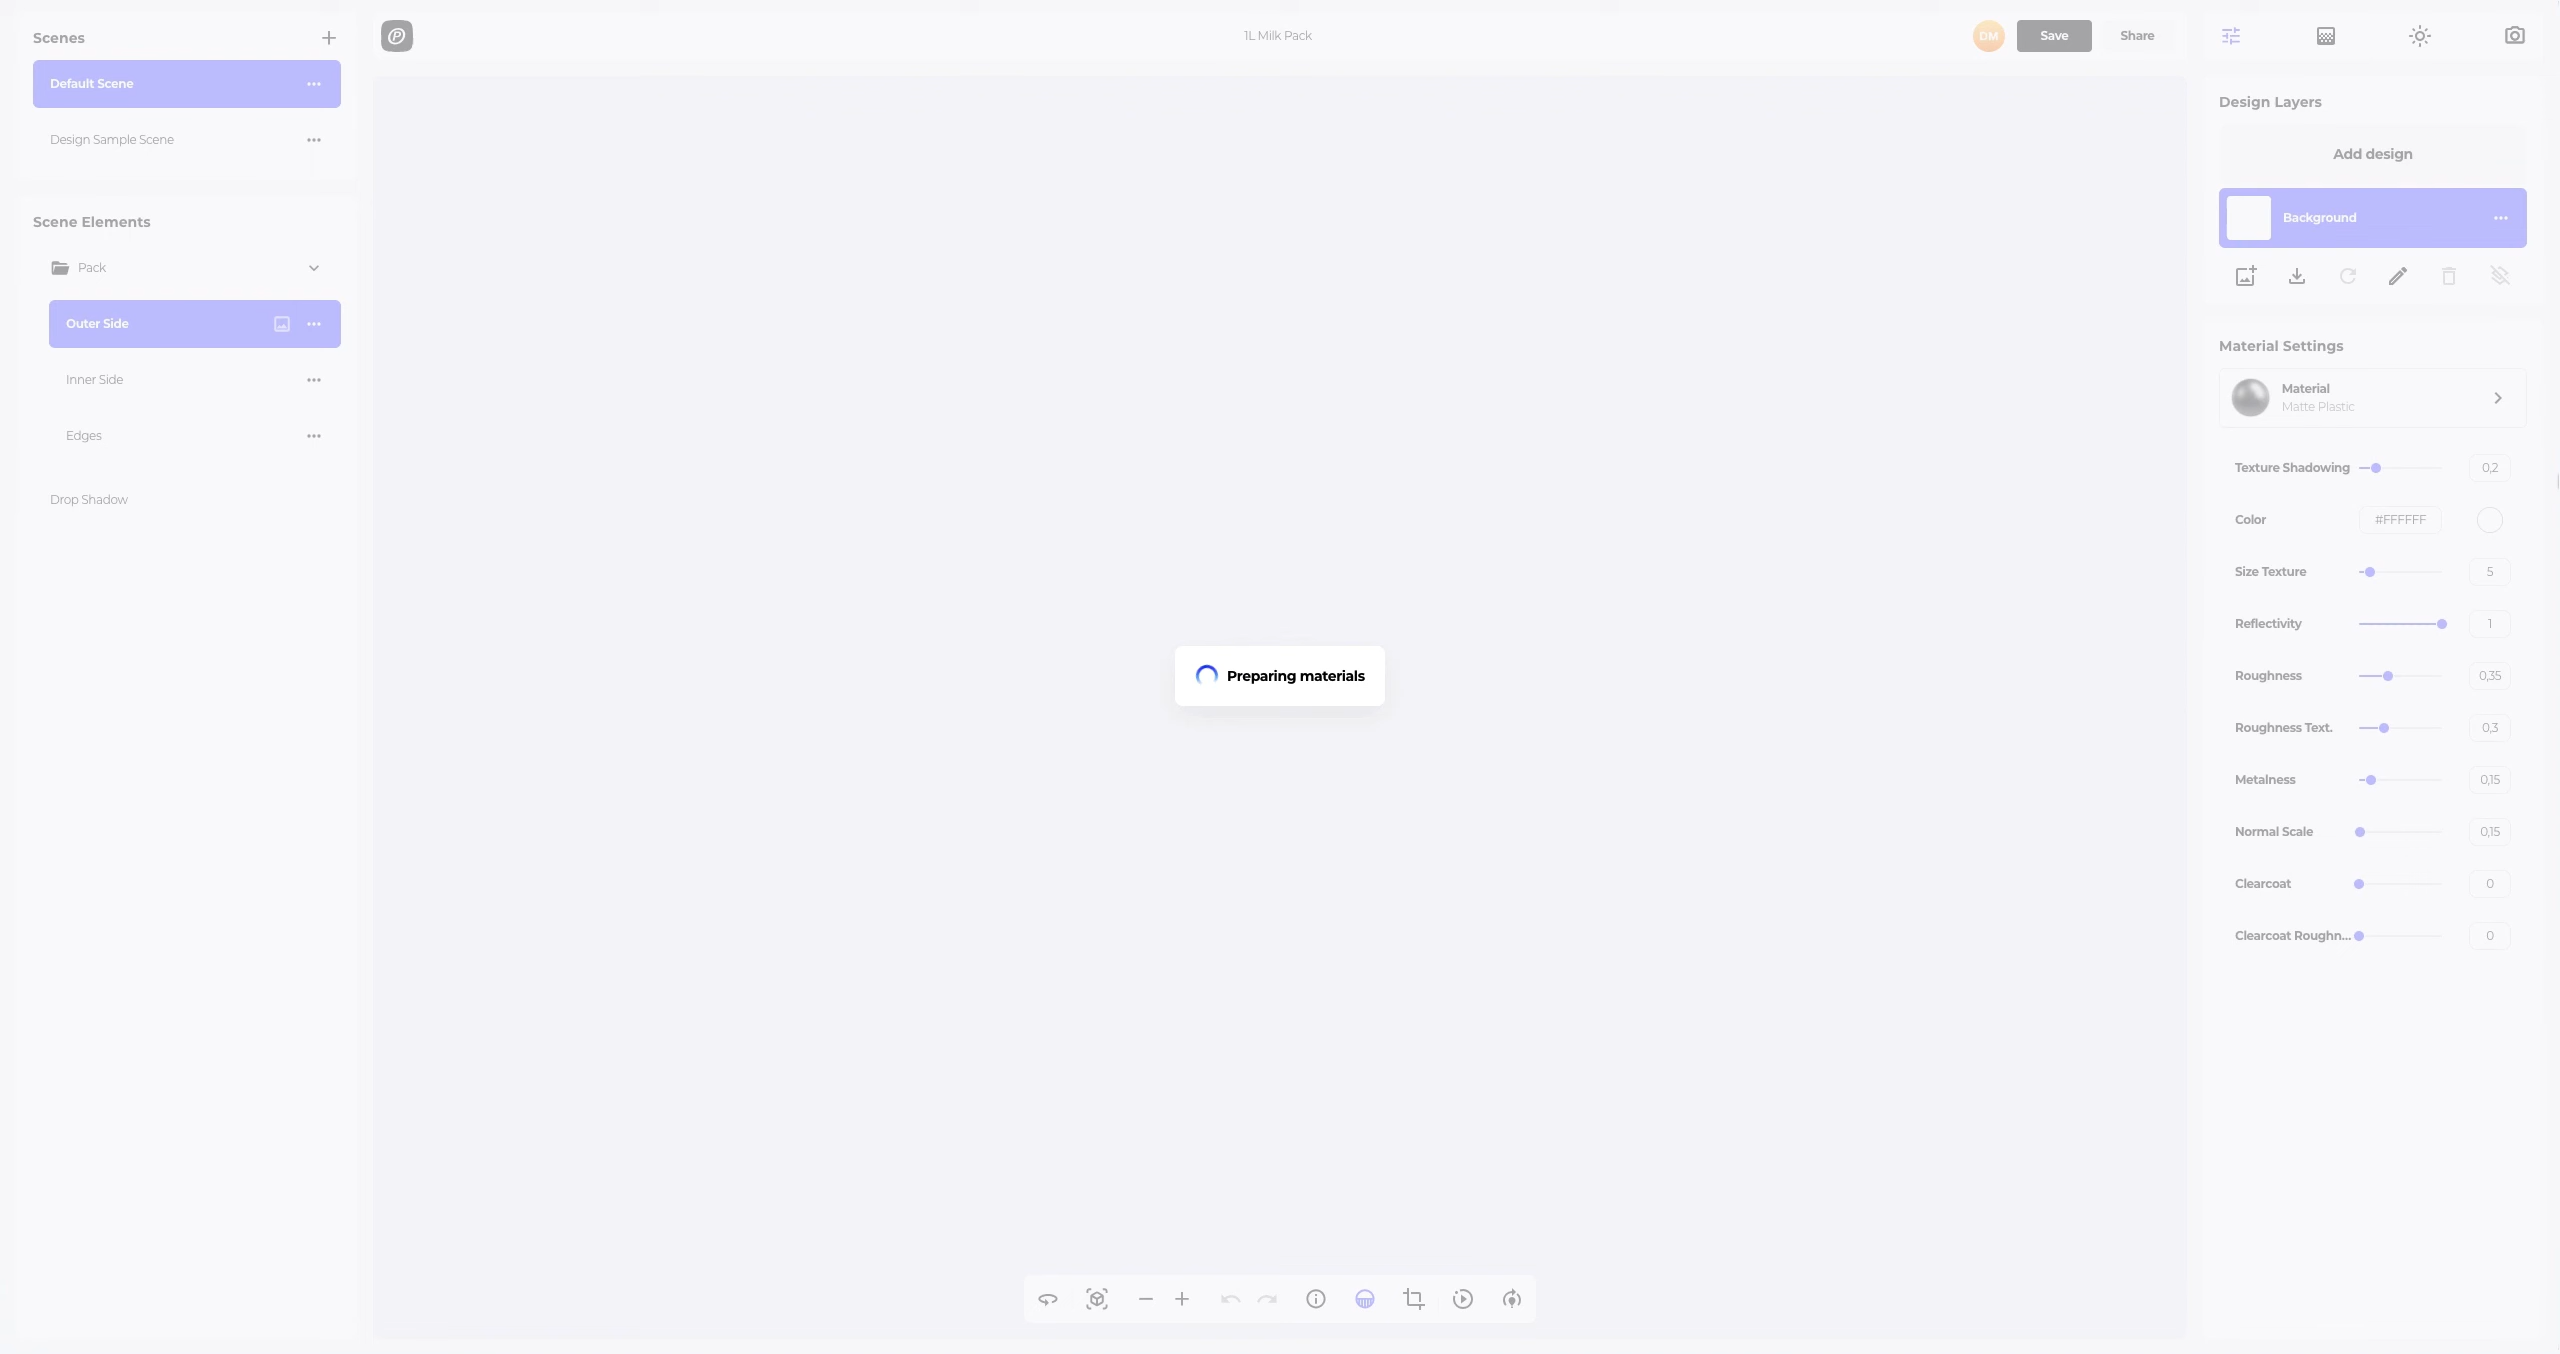 Scenes
Default Scene
Design Sample Scene
Scene Elements
Pack
Outer Side
Inner Side
Edges
Drop Shadow
1L Milk Pack
DM
Save
Share
Preparing materials
Design Layers
Add design
Background
Material Settings
Material
Matte Plastic
Texture Shadowing 0,2
Color #FFFFFF
Size Texture 5
Reflectivity 1
Roughness 0,35
Roughness Text. 0,3
Metalness 0,15
Normal Scale 0,15
Clearcoat 0
Clearcoat Roughn... 0